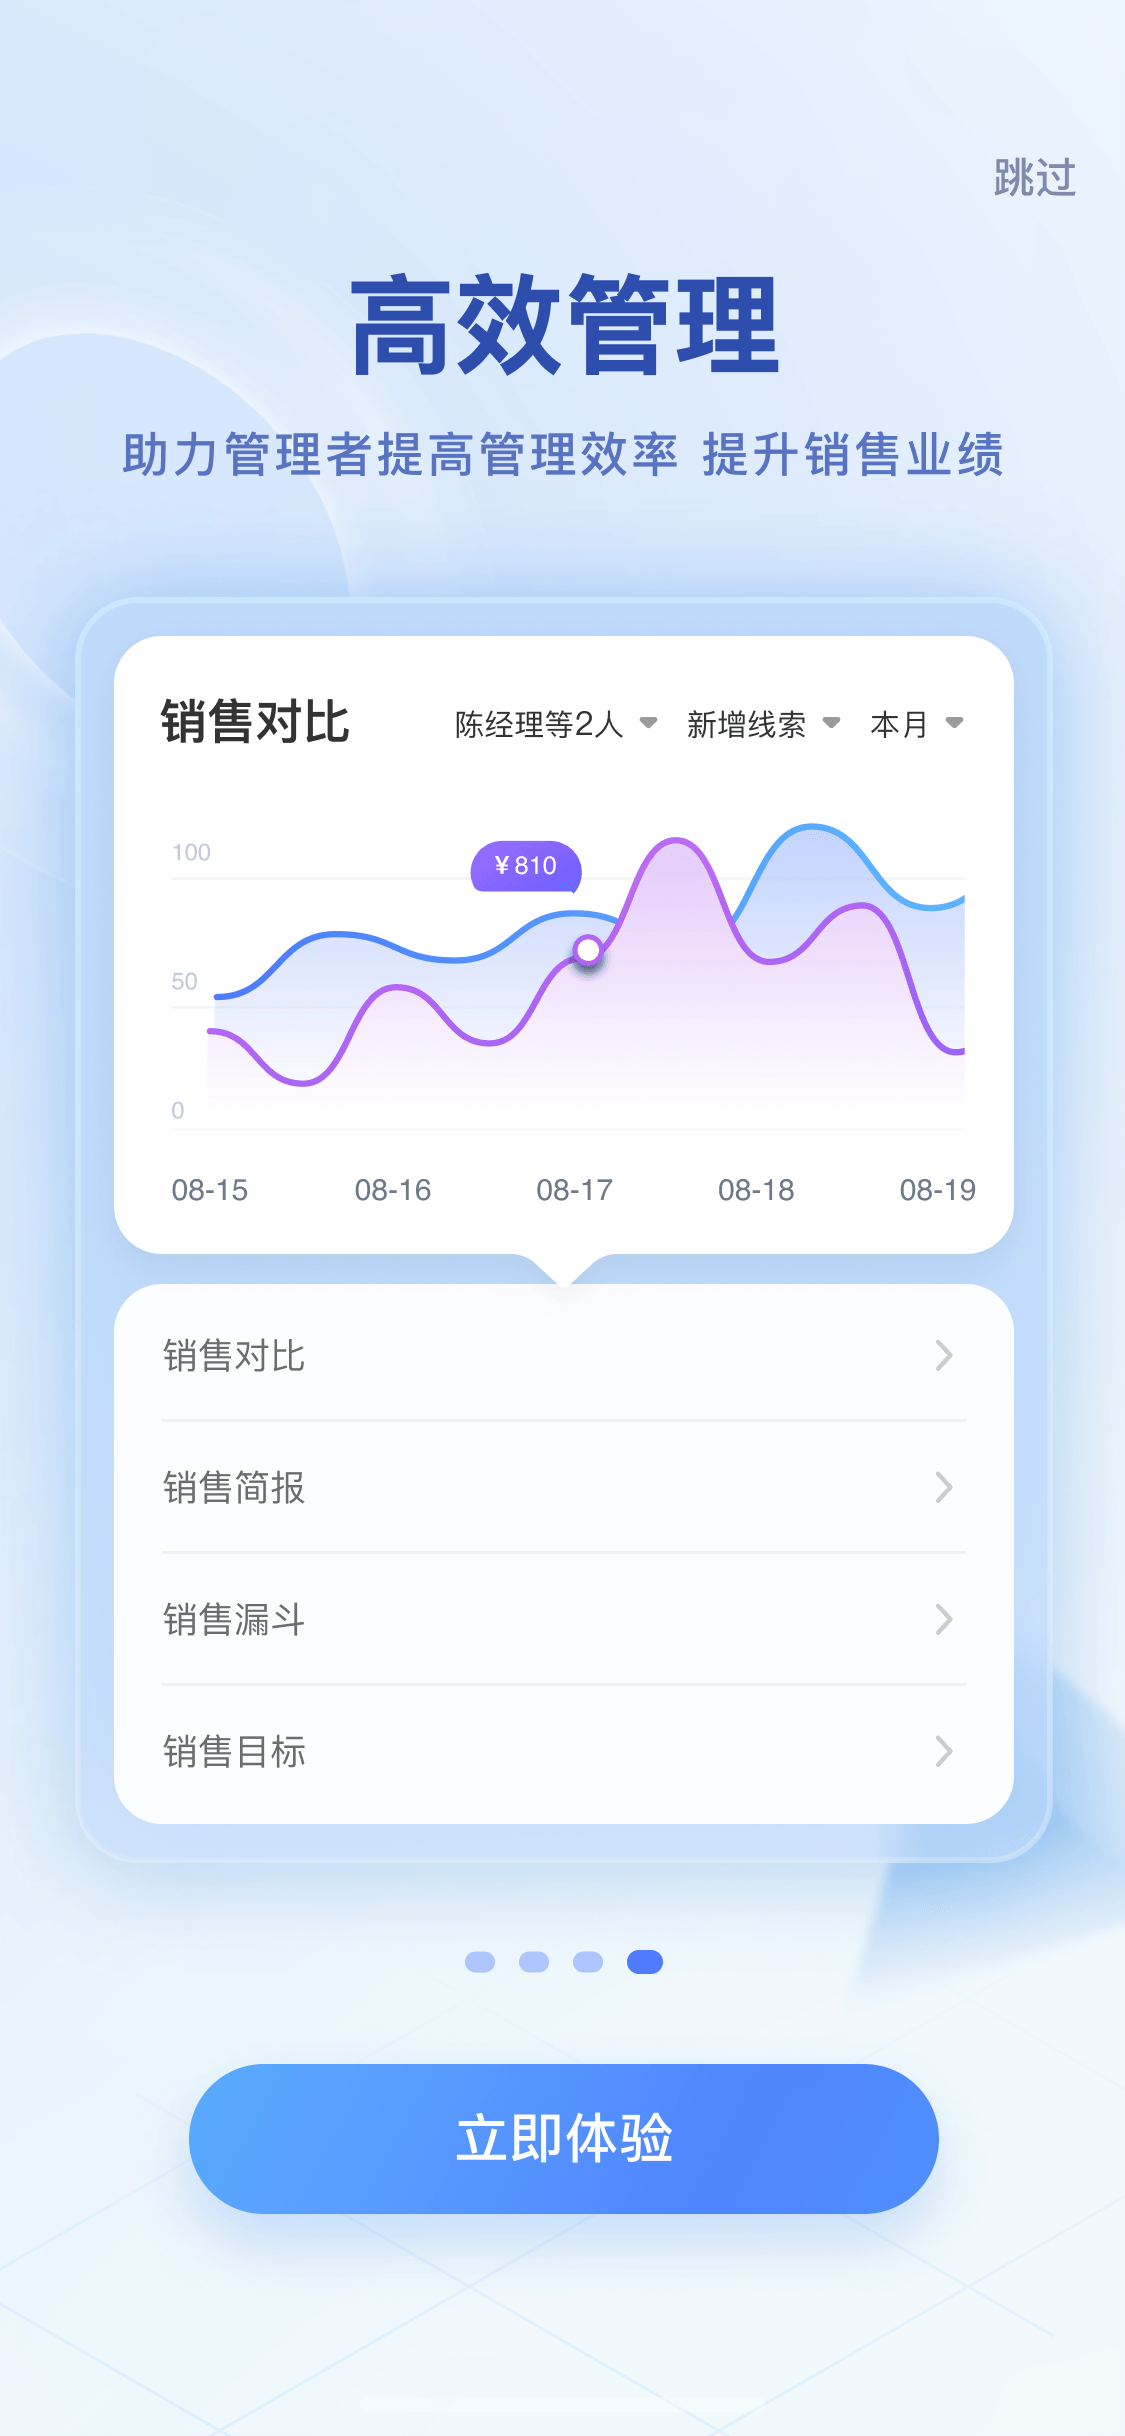 跳过
高效管理
助力管理者提高管理效率 提升销售业绩
销售对比 陈经理等2人 新增线索 本月
100
¥810
50
0
08-15 08-16 08-17 08-18 08-19
销售对比
销售简报
销售漏斗
销售目标
立即体验